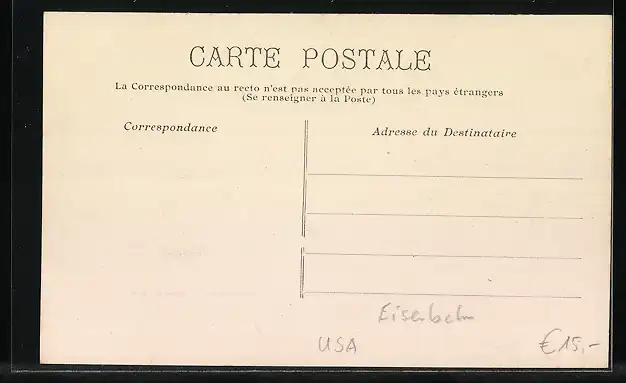 CARTE POSTALE
La Correspondance au recto n'est pas acceptée par tous les pays étrangers
(Se renseigner à la Poste)
Correspondance
Adresse du Destinataire
Eisenbahn
USA
€ 15,-